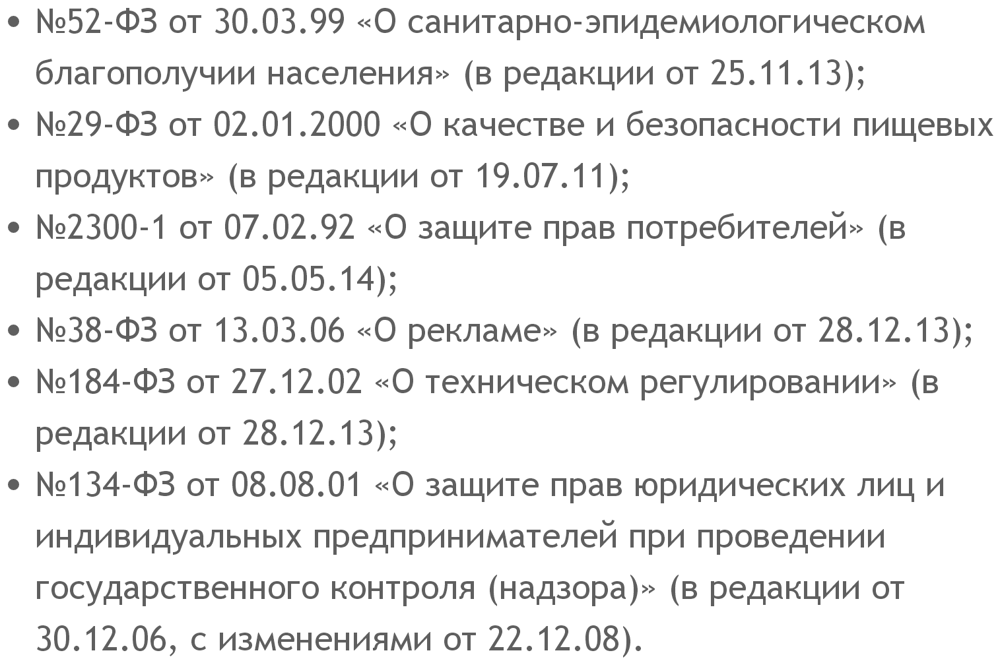 • №52-ФЗ от 30.03.99 «О санитарно-эпидемиологическом
благополучии населения» (в редакции от 25.11.13);
• №29-ФЗ от 02.01.2000 «О качестве и безопасности пищевых
продуктов» (в редакции от 19.07.11);
• №2300-1 от 07.02.92 «О защите прав потребителей» (в
редакции от 05.05.14);
• №38-ФЗ от 13.03.06 «О рекламе» (в редакции от 28.12.13);
• №184-ФЗ от 27.12.02 «О техническом регулировании» (в
редакции от 28.12.13);
• №134-ФЗ от 08.08.01 «О защите прав юридических лиц и
индивидуальных предпринимателей при проведении
государственного контроля (надзора)» (в редакции от
30.12.06, с изменениями от 22.12.08).